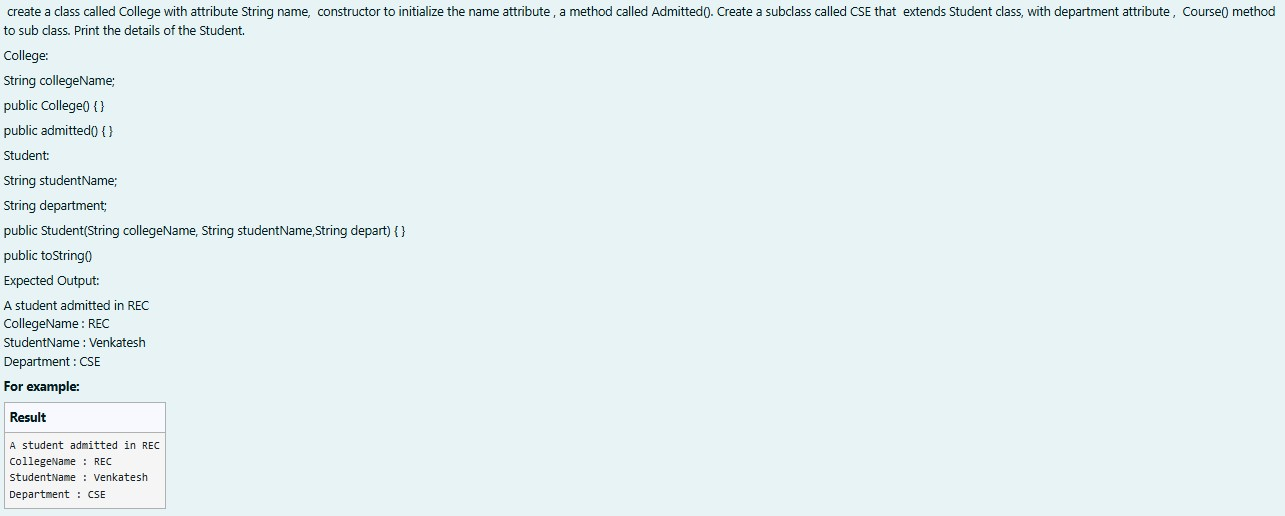 create a class called College with attribute String name, constructor to initialize the name attribute , a method called Admitted(). Create a subclass called CSE that extends Student class, with department attribute , Course() method
to sub class. Print the details of the Student.
College:
String collegeName;
public College() { }
public admitted() { }
Student:
String studentName;
String department;
public Student(String collegeName, String studentName,String depart) { }
public toString()
Expected Output:
A student admitted in REC
CollegeName : REC
StudentName : Venkatesh
Department : CSE
For example:
Result
A student admitted in REC
CollegeName : REC
StudentName : Venkatesh
Department : CSE